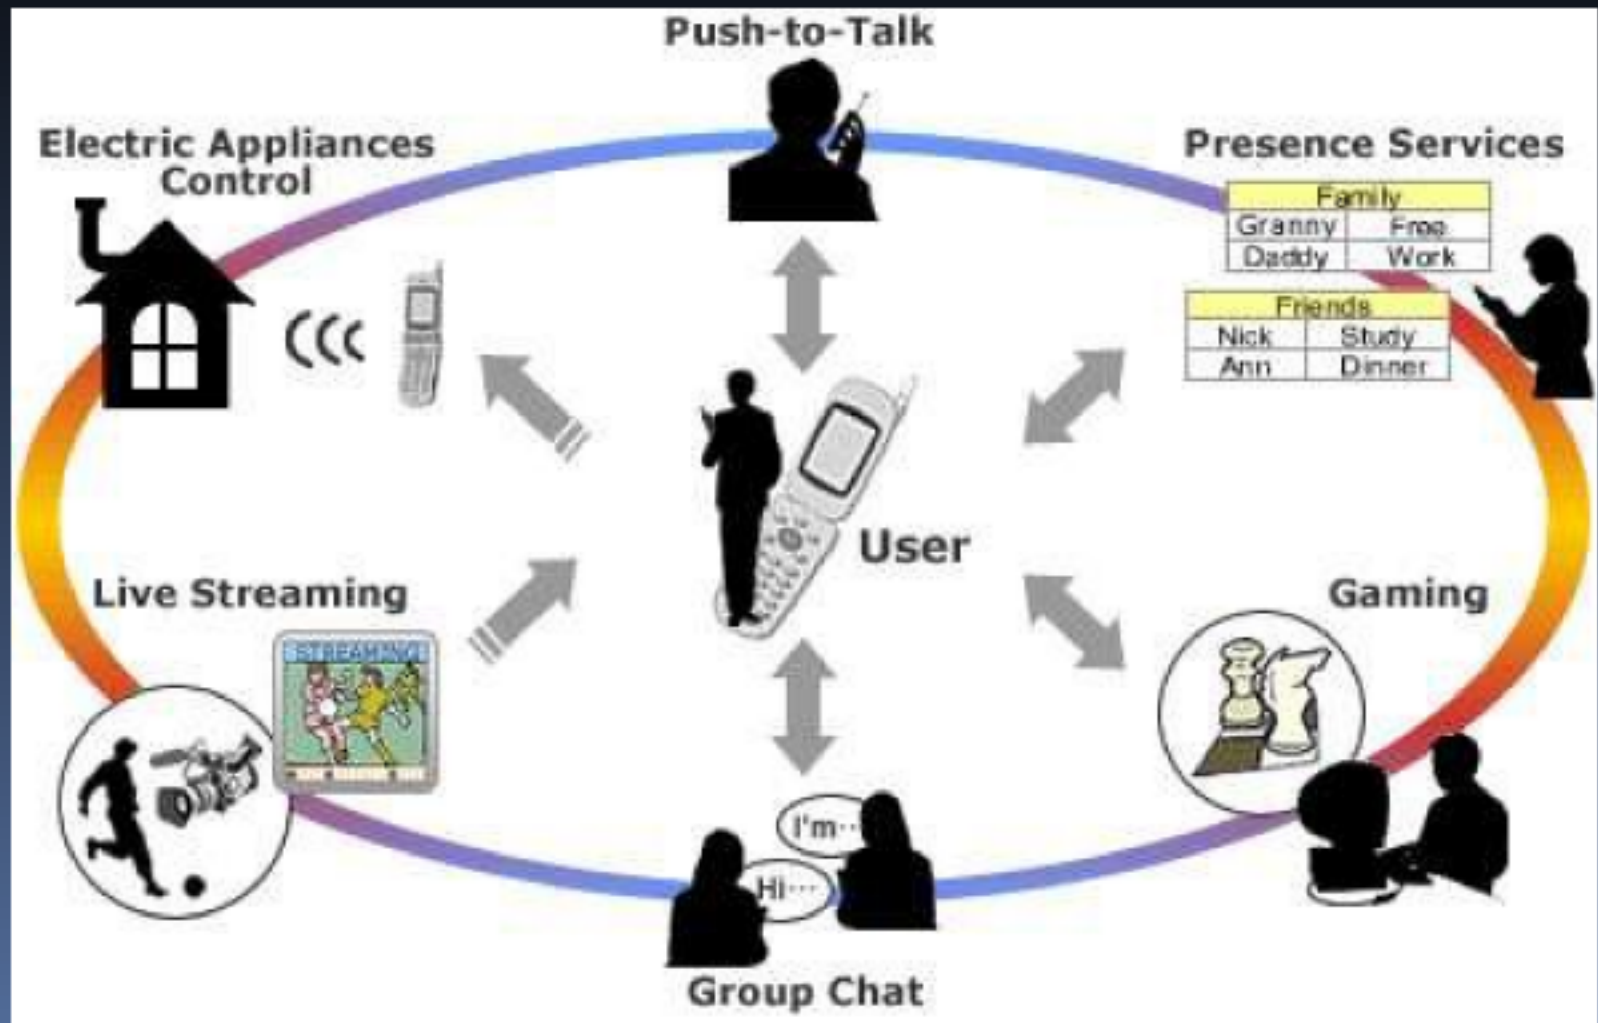 Push-to-Talk
Electric Appliances
Control
Presence Services
Family
Granny Free
Daddy Work
Friends
Nick Study
Ann Dinner
User
Live Streaming
STREAMING
Gaming
I'm···
Hi···
Group Chat